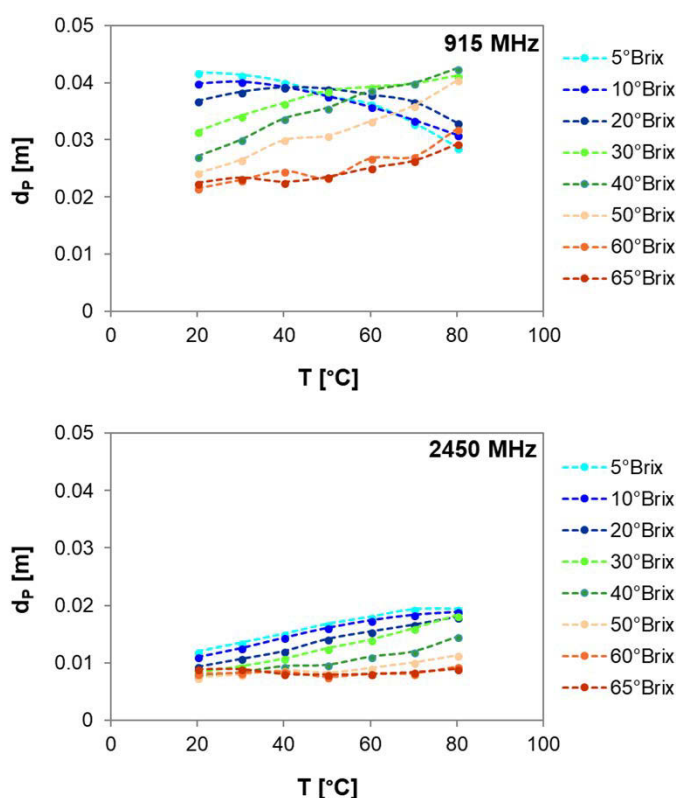 915 MHz
0.05
0.04
0.03
0.02
0.01
0
dP [m]
0 20 40 60 80 100
T [°C]
5°Brix
10°Brix
20°Brix
30°Brix
40°Brix
50°Brix
60°Brix
65°Brix
2450 MHz
0.05
0.04
0.03
0.02
0.01
0
dP [m]
0 20 40 60 80 100
T [°C]
5°Brix
10°Brix
20°Brix
30°Brix
40°Brix
50°Brix
60°Brix
65°Brix